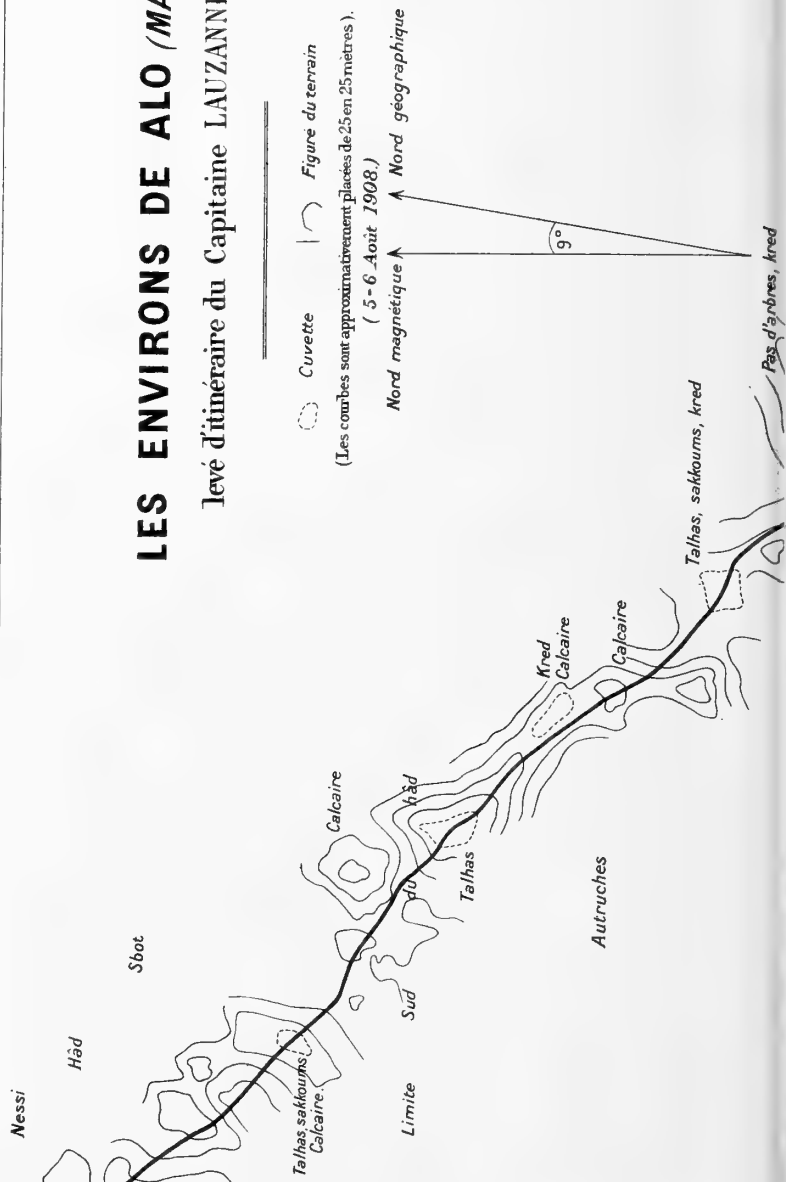 LES ENVIRONS DE ALO (MA
levé d'itinéraire du Capitaine LAUZANN
Cuvette
Figuré du terrain
(Les courbes sont approximativement placées de 25 en 25 mètres).
(5-6 Août 1908.)
Nord magnétique
Nord géographique
9°
Nessi
Hâd
Sbot
Talhas, sakkoums,
Calcaire.
Calcaire
Limite Sud du hâd
Talhas
Autruches
Kred
Calcaire
Calcaire
Talhas, sakkoums, kred
Pas d'arbres, kred